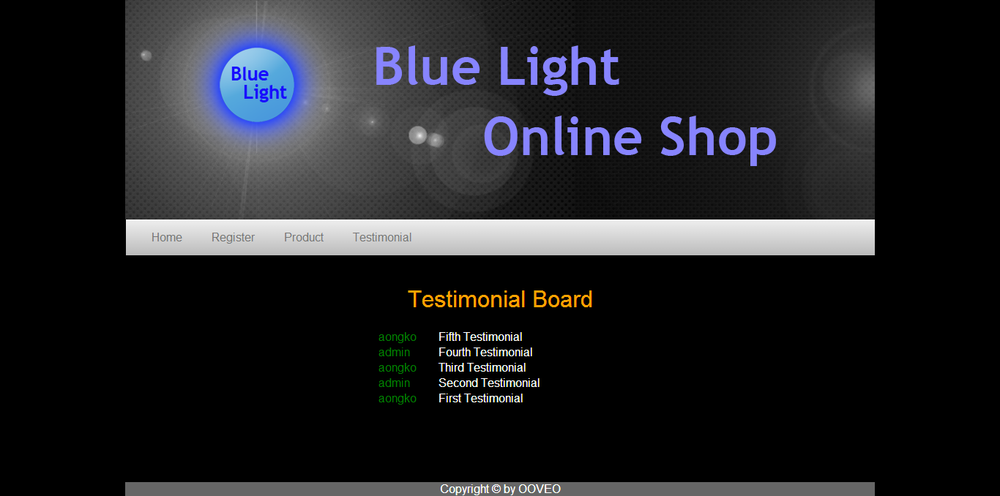 Blue
Light
Blue Light
Online Shop
Home Register Product Testimonial
Testimonial Board
aongko Fifth Testimonial
admin Fourth Testimonial
aongko Third Testimonial
admin Second Testimonial
aongko First Testimonial
Copyright © by OOVEO